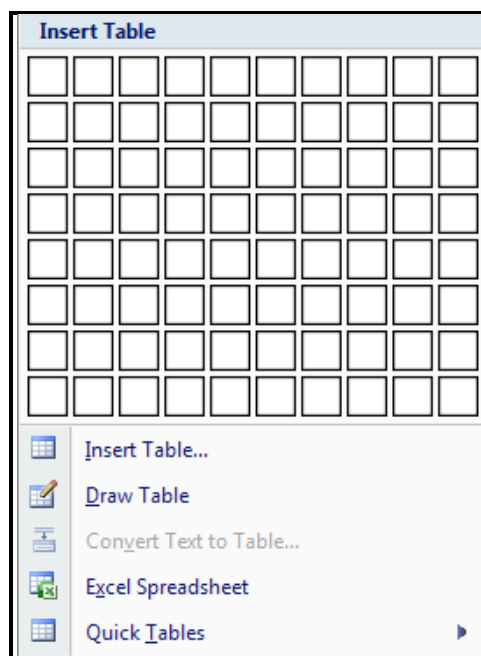 Insert Table
Insert Table...
Draw Table
Convert Text to Table...
Excel Spreadsheet
Quick Tables